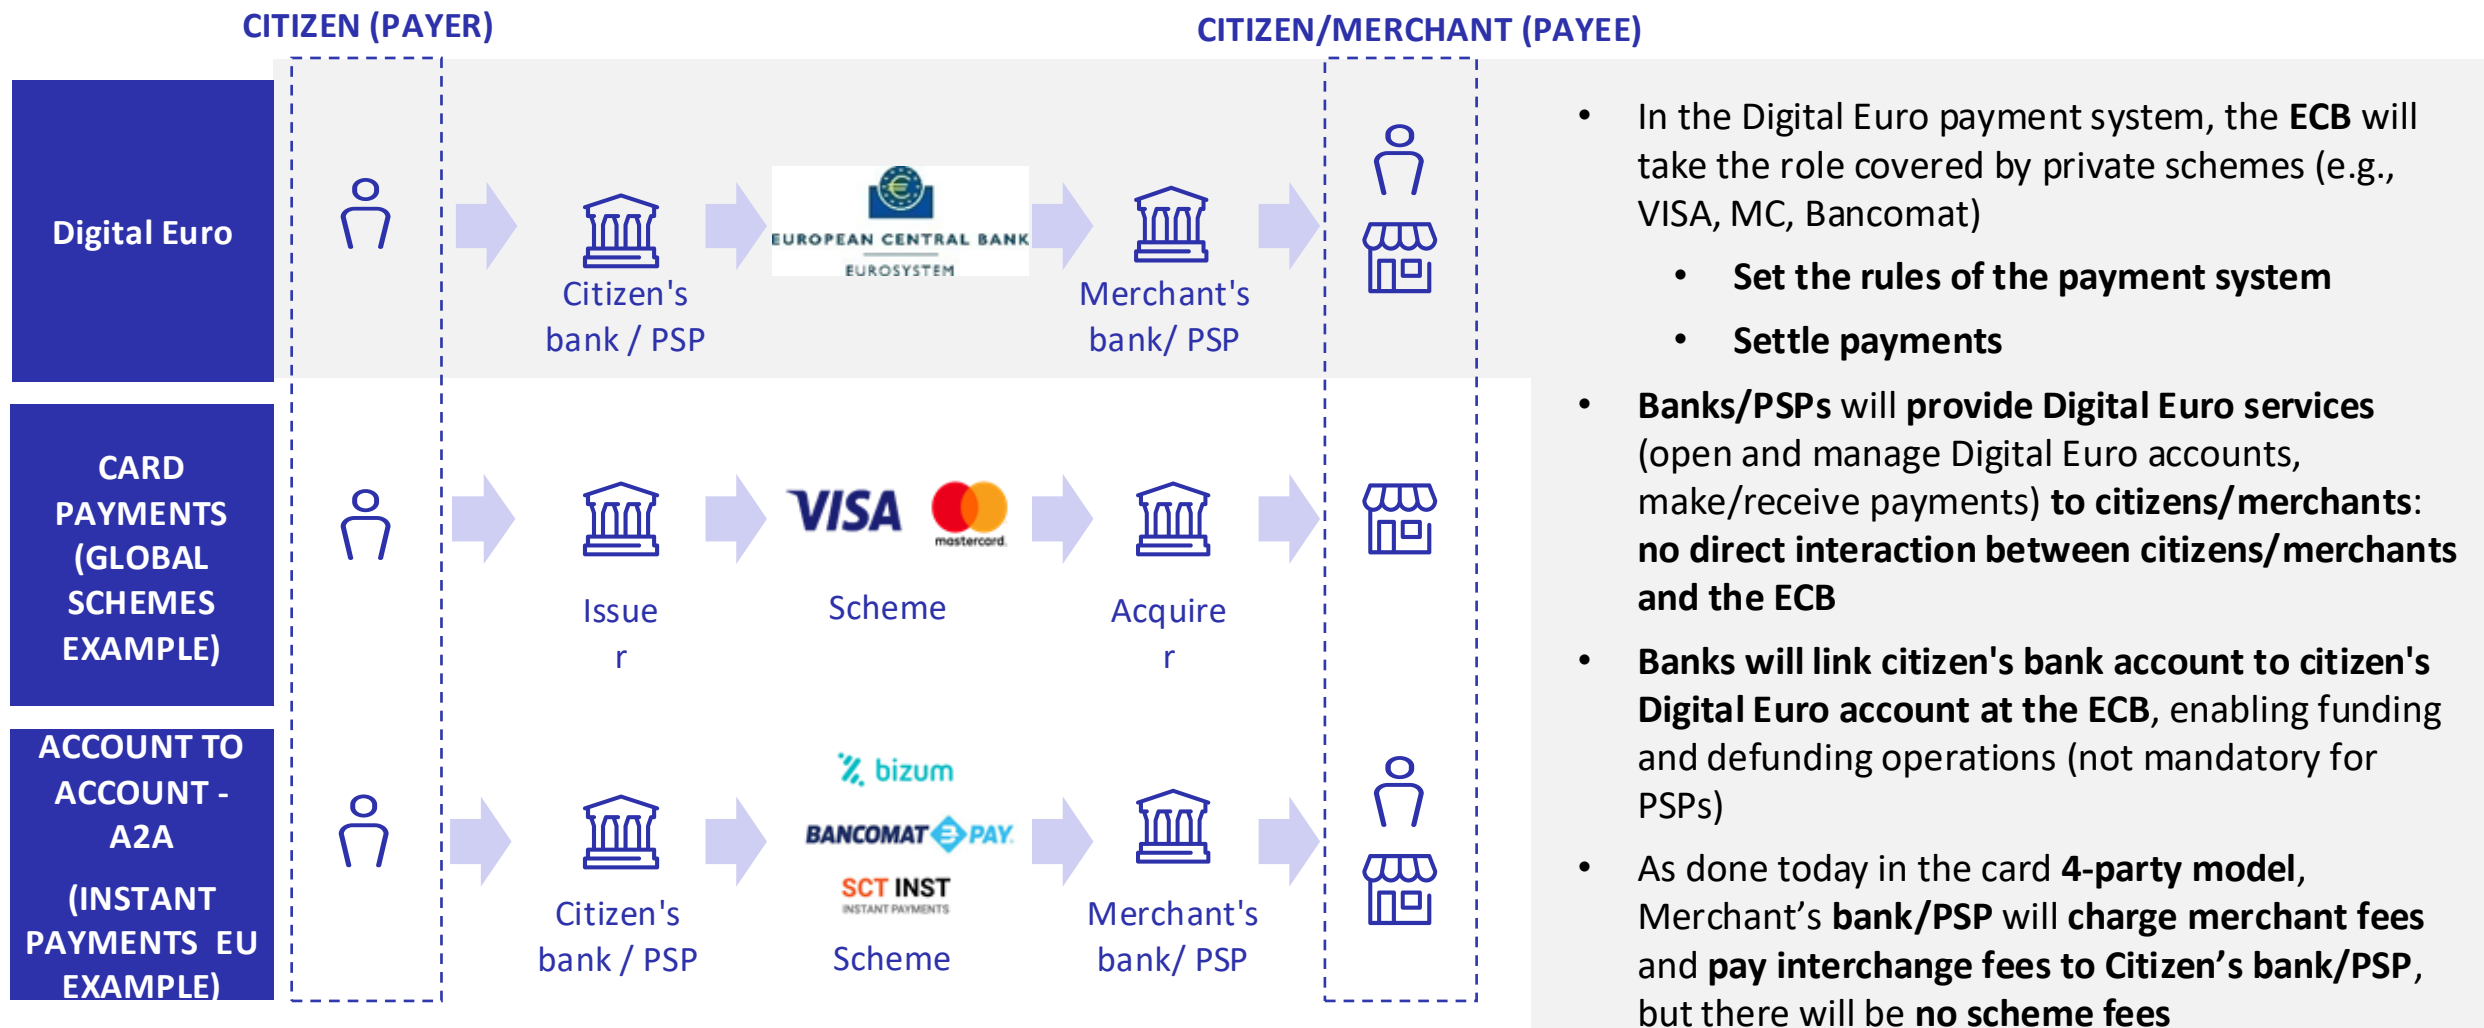 CITIZEN (PAYER)
CITIZEN/MERCHANT (PAYEE)
Digital Euro
Citizen's
bank / PSP
EUROPEAN CENTRAL BANK
EUROSYSTEM
Merchant's
bank/ PSP
CARD
PAYMENTS
(GLOBAL
SCHEMES
EXAMPLE)
Issue
r
VISA
mastercard.
Scheme
Acquire
r
ACCOUNT TO
ACCOUNT -
A2A
(INSTANT
PAYMENTS EU
EXAMPLE)
Citizen's
bank / PSP
bizum
BANCOMAT PAY.
SCT INST
INSTANT PAYMENTS
Scheme
Merchant's
bank/ PSP
• In the Digital Euro payment system, the ECB will
take the role covered by private schemes (e.g.,
VISA, MC, Bancomat)
• Set the rules of the payment system
• Settle payments
• Banks/PSPs will provide Digital Euro services
(open and manage Digital Euro accounts,
make/receive payments) to citizens/merchants:
no direct interaction between citizens/merchants
and the ECB
• Banks will link citizen's bank account to citizen's
Digital Euro account at the ECB, enabling funding
and defunding operations (not mandatory for
PSPs)
• As done today in the card 4-party model,
Merchant’s bank/PSP will charge merchant fees
and pay interchange fees to Citizen’s bank/PSP,
but there will be no scheme fees